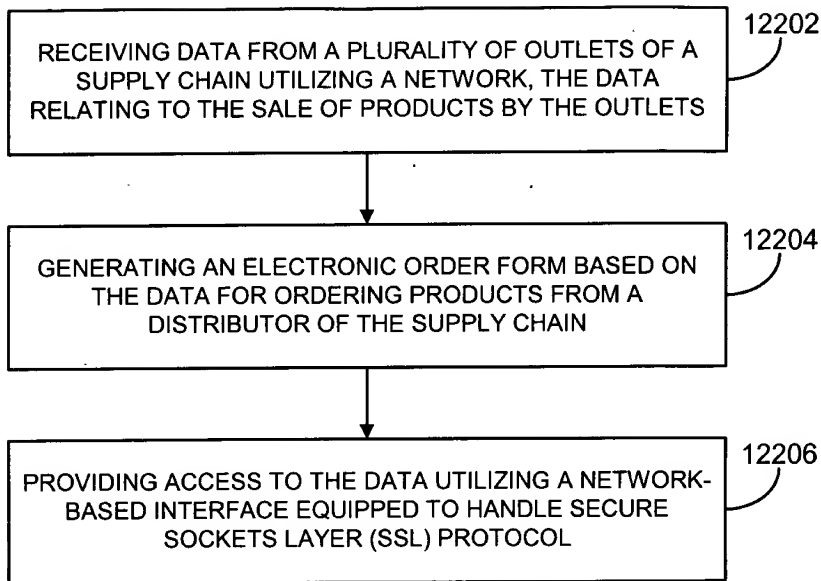 12202
RECEIVING DATA FROM A PLURALITY OF OUTLETS OF A
SUPPLY CHAIN UTILIZING A NETWORK, THE DATA
RELATING TO THE SALE OF PRODUCTS BY THE OUTLETS
12204
GENERATING AN ELECTRONIC ORDER FORM BASED ON
THE DATA FOR ORDERING PRODUCTS FROM A
DISTRIBUTOR OF THE SUPPLY CHAIN
12206
PROVIDING ACCESS TO THE DATA UTILIZING A NETWORK-
BASED INTERFACE EQUIPPED TO HANDLE SECURE
SOCKETS LAYER (SSL) PROTOCOL